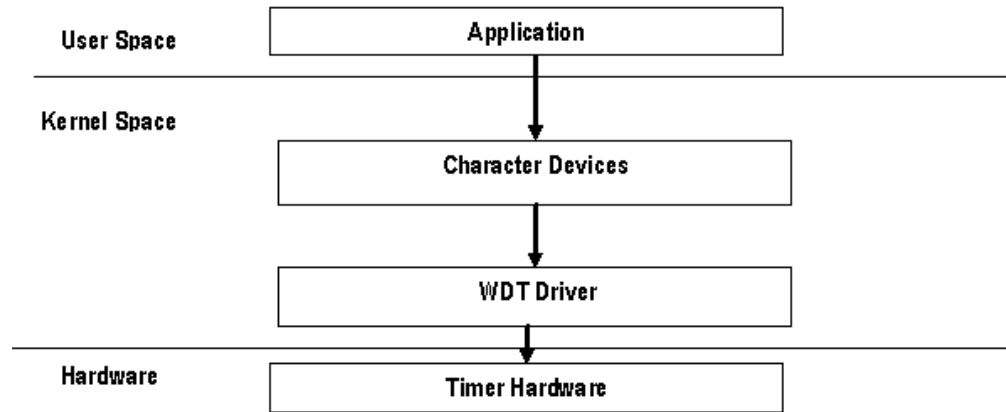 Application
User Space
Kernel Space
Character Devices
WDT Driver
Hardware
Timer Hardware